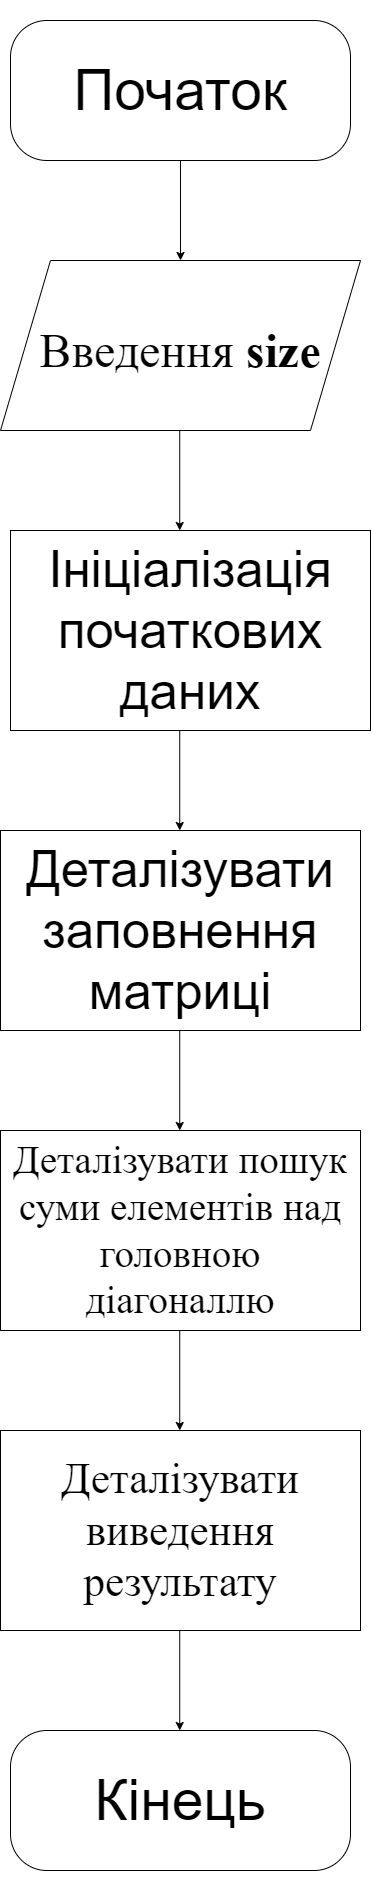 Початок
Введення size
Ініціалізація
початкових
даних
Деталізувати
заповнення
матриці
Деталізувати пошук
суми елементів над
головною
діагоналлю
Деталізувати
виведення
результату
Кінець